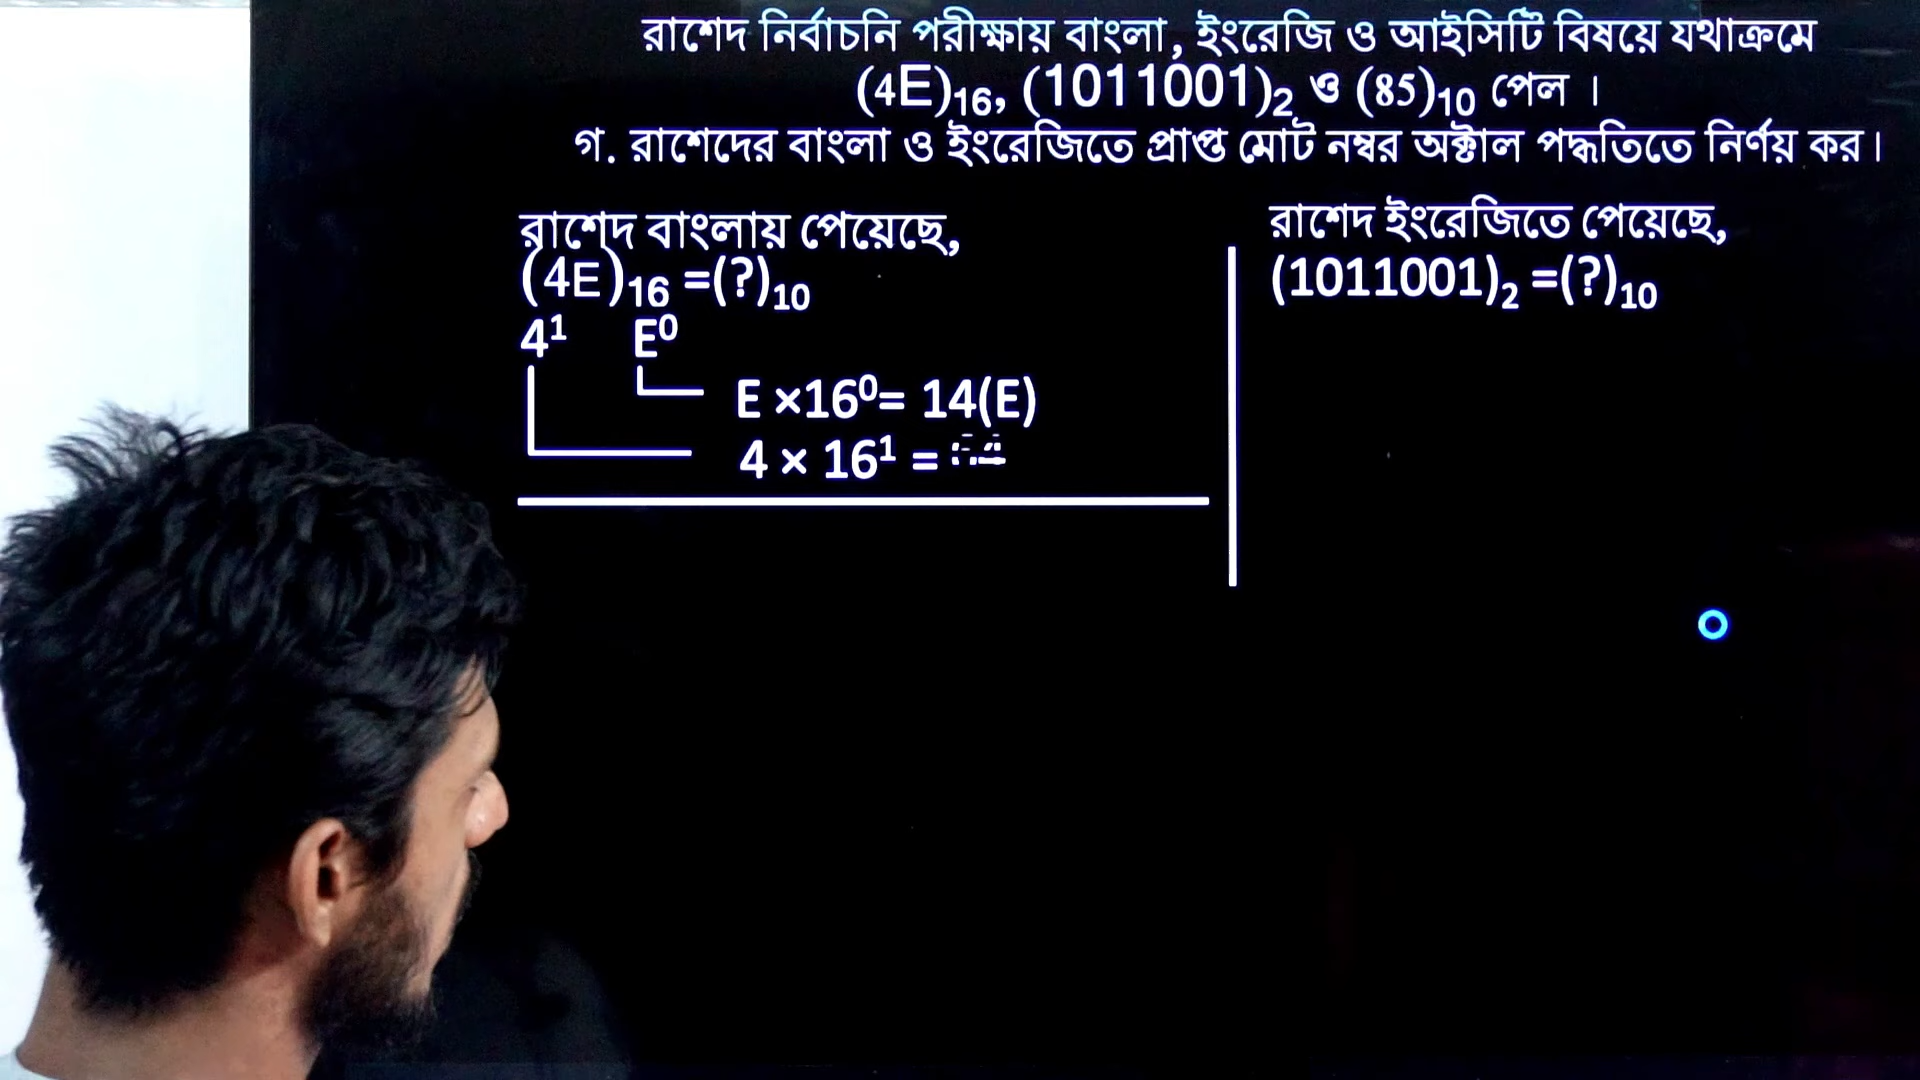 রাশেদ নির্বাচনি পরীক্ষায় বাংলা, ইংরেজি ও আইসিটি বিষয়ে যথাক্রমে
(4E)₁₆, (1011001)₂ ও (85)₁₀ পেল ।
গ. রাশেদের বাংলা ও ইংরেজিতে প্রাপ্ত মোট নম্বর অক্টাল পদ্ধতিতে নির্ণয় কর।
রাশেদ বাংলায় পেয়েছে,
(4E)₁₆ =(?)₁₀
4¹ E⁰
E ×16⁰= 14(E)
4 × 16¹ =
রাশেদ ইংরেজিতে পেয়েছে,
(1011001)₂ =(?)₁₀